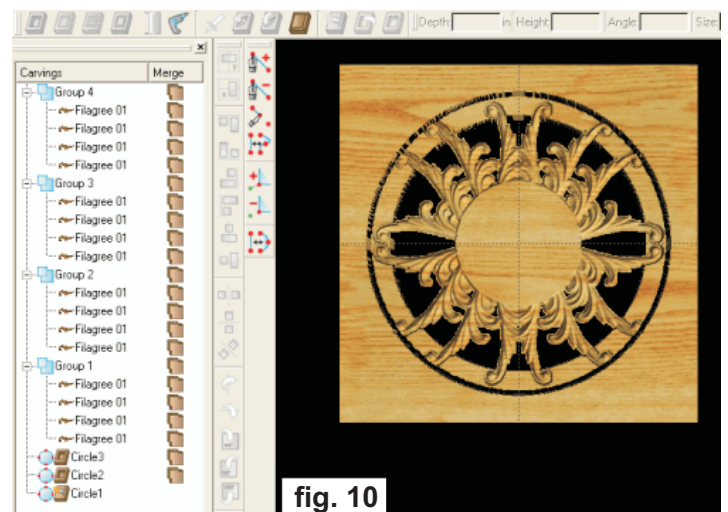 Depth: in Height: Angle: Size:
Carvings Merge
Group 4
Filagree 01
Filagree 01
Filagree 01
Filagree 01
Group 3
Filagree 01
Filagree 01
Filagree 01
Filagree 01
Group 2
Filagree 01
Filagree 01
Filagree 01
Filagree 01
Group 1
Filagree 01
Filagree 01
Filagree 01
Filagree 01
Circle3
Circle2
Circle1
fig. 10